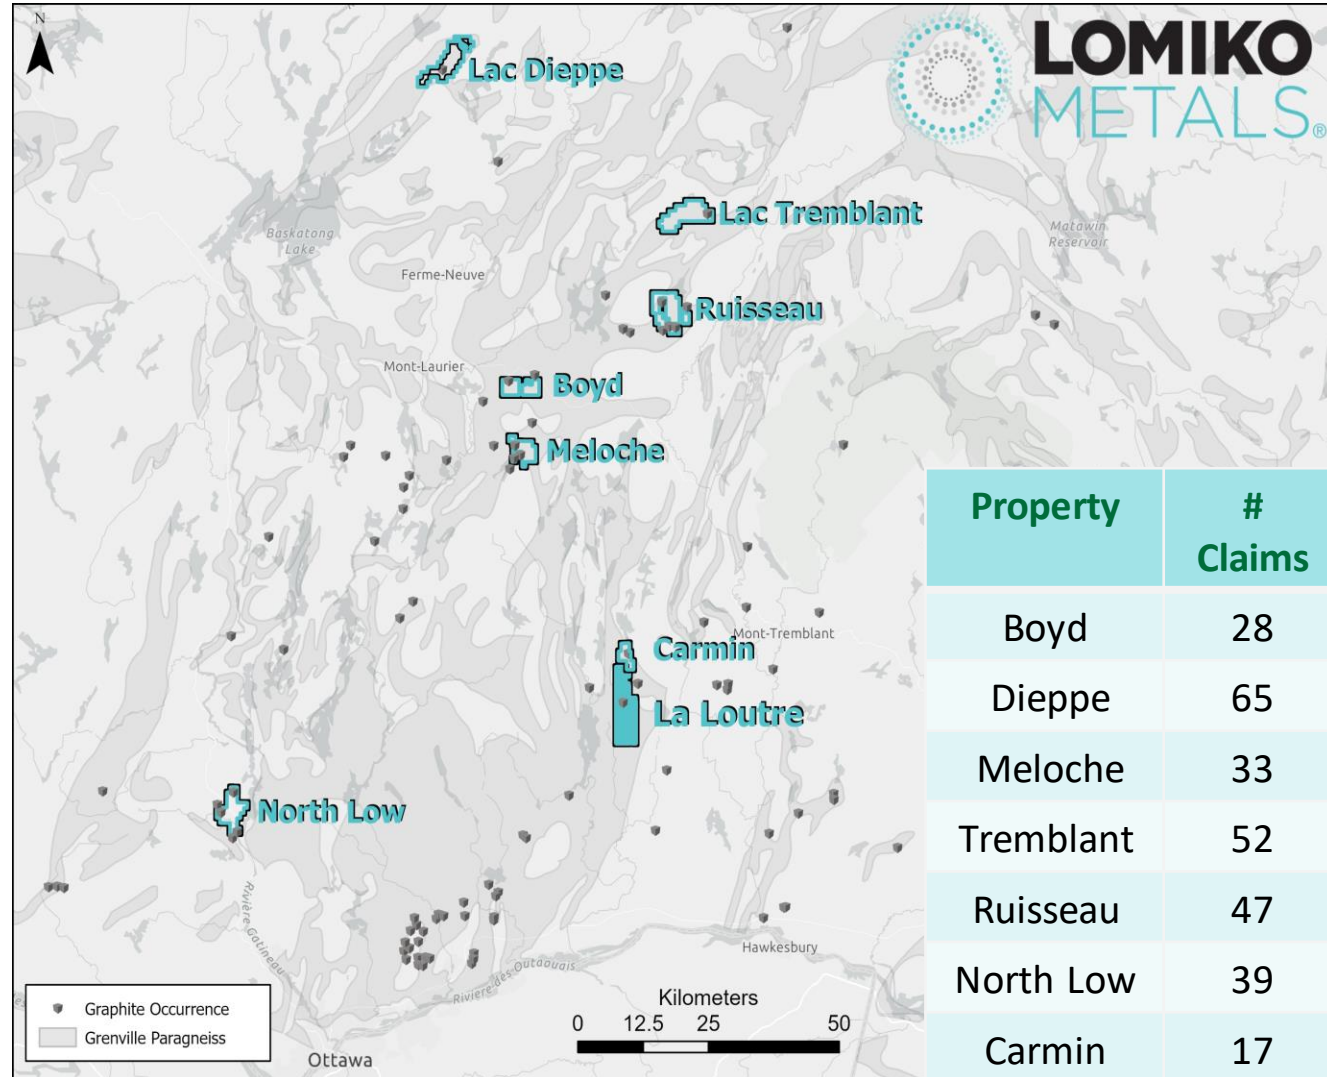 N
LOMIKO
METALS®
Lac Dieppe
Lac Tremblant
Baskatong
Lake
Matawin
Reservoir
Ferme-Neuve
Ruisseau
Mont-Laurier
Boyd
Meloche
Mont-Tremblant
Carmin
La Loutre
North Low
Rivière Gatineau
Rivière des Outaouais
Hawkesbury
Ottawa
Graphite Occurrence
Grenville Paragneiss
Kilometers
0 12.5 25 50
Property #
Claims
Boyd 28
Dieppe 65
Meloche 33
Tremblant 52
Ruisseau 47
North Low 39
Carmin 17